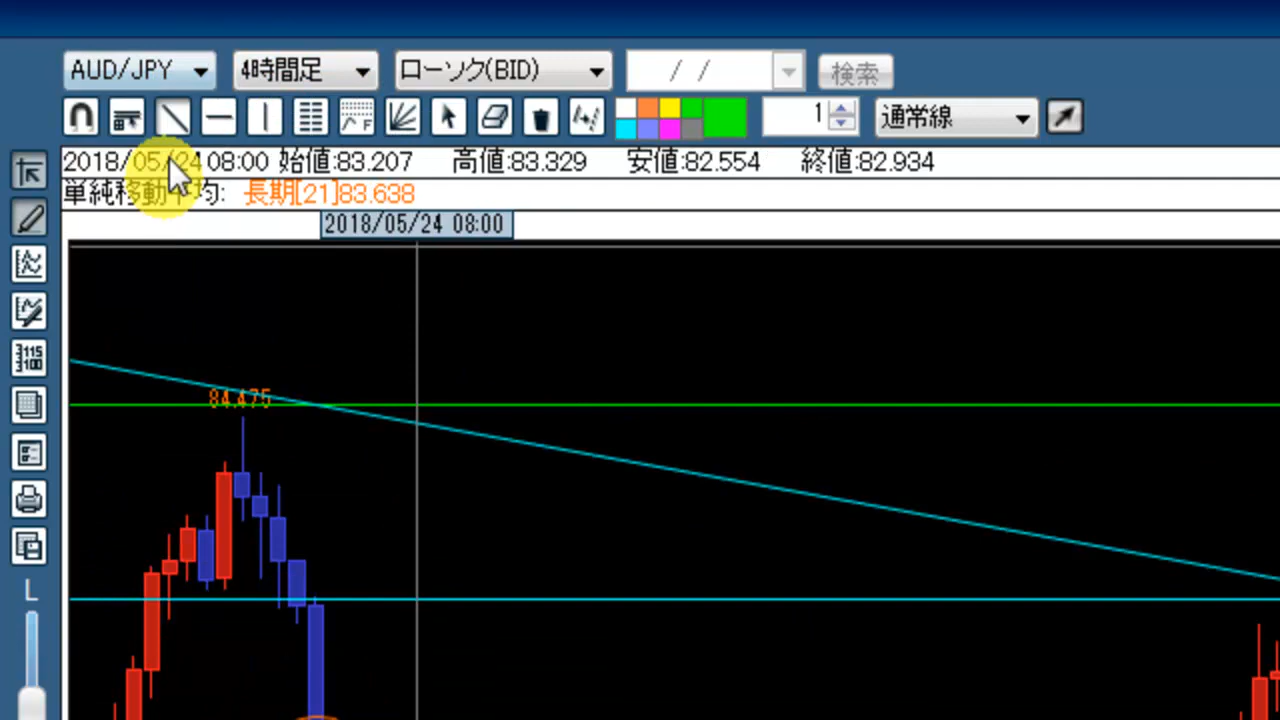 AUD/JPY 4時間足 ローソク(BID) / / 検索
F 1 通常線
2018/05/24 08:00 始値:83.207 高値:83.329 安値:82.554 終値:82.934
単純移動平均: 長期[21]83.638
2018/05/24 08:00
115
100
84.475
L